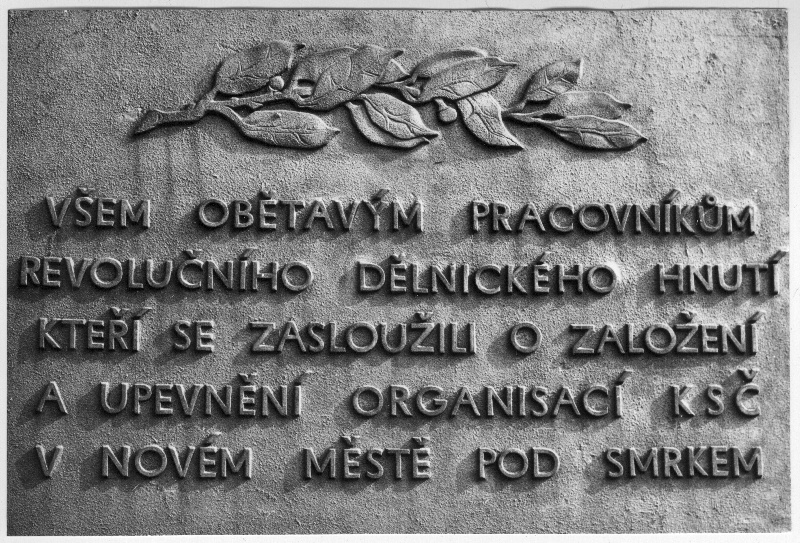 VŠEM OBĚTAVÝM PRACOVNÍKŮM
REVOLUČNÍHO DĚLNICKÉHO HNUTÍ
KTEŘÍ SE ZASLOUŽILI O ZALOŽENÍ
A UPEVNĚNÍ ORGANISACÍ KSČ
V NOVÉM MĚSTĚ POD SMRKEM